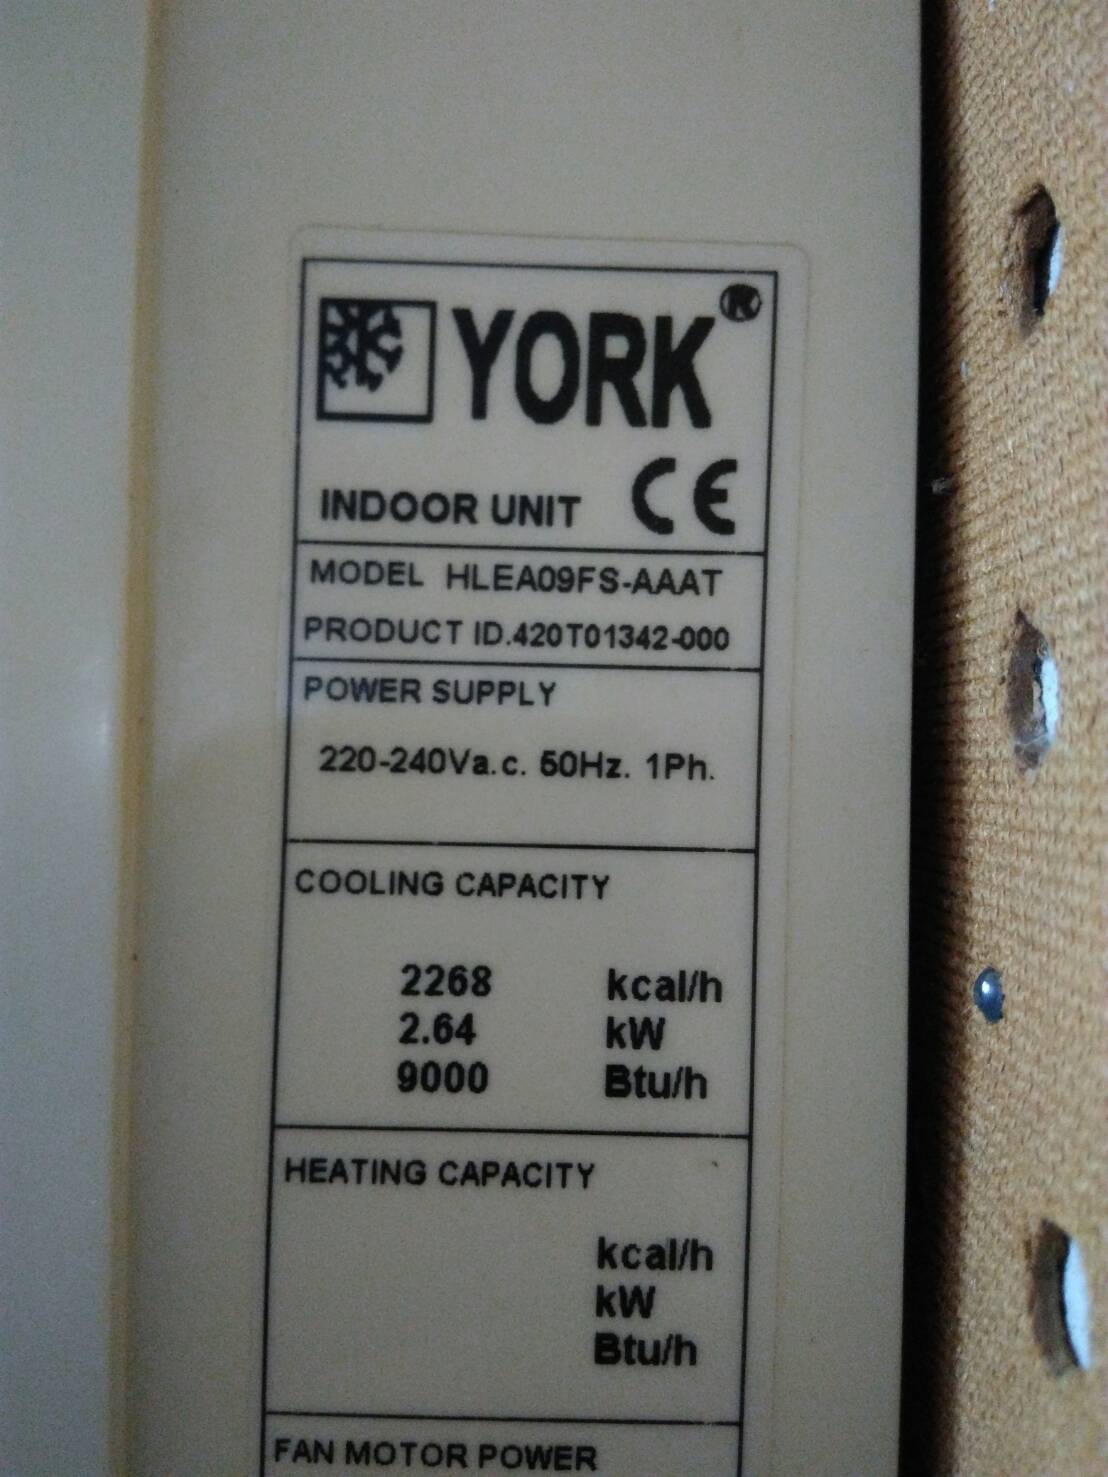 YORK®
INDOOR UNIT CE
MODEL HLEA09FS-AAAT
PRODUCT ID.420T01342-000
POWER SUPPLY
220-240Va.c. 50Hz. 1Ph.
COOLING CAPACITY
2268 kcal/h
2.64 kW
9000 Btu/h
HEATING CAPACITY
kcal/h
kW
Btu/h
FAN MOTOR POWER